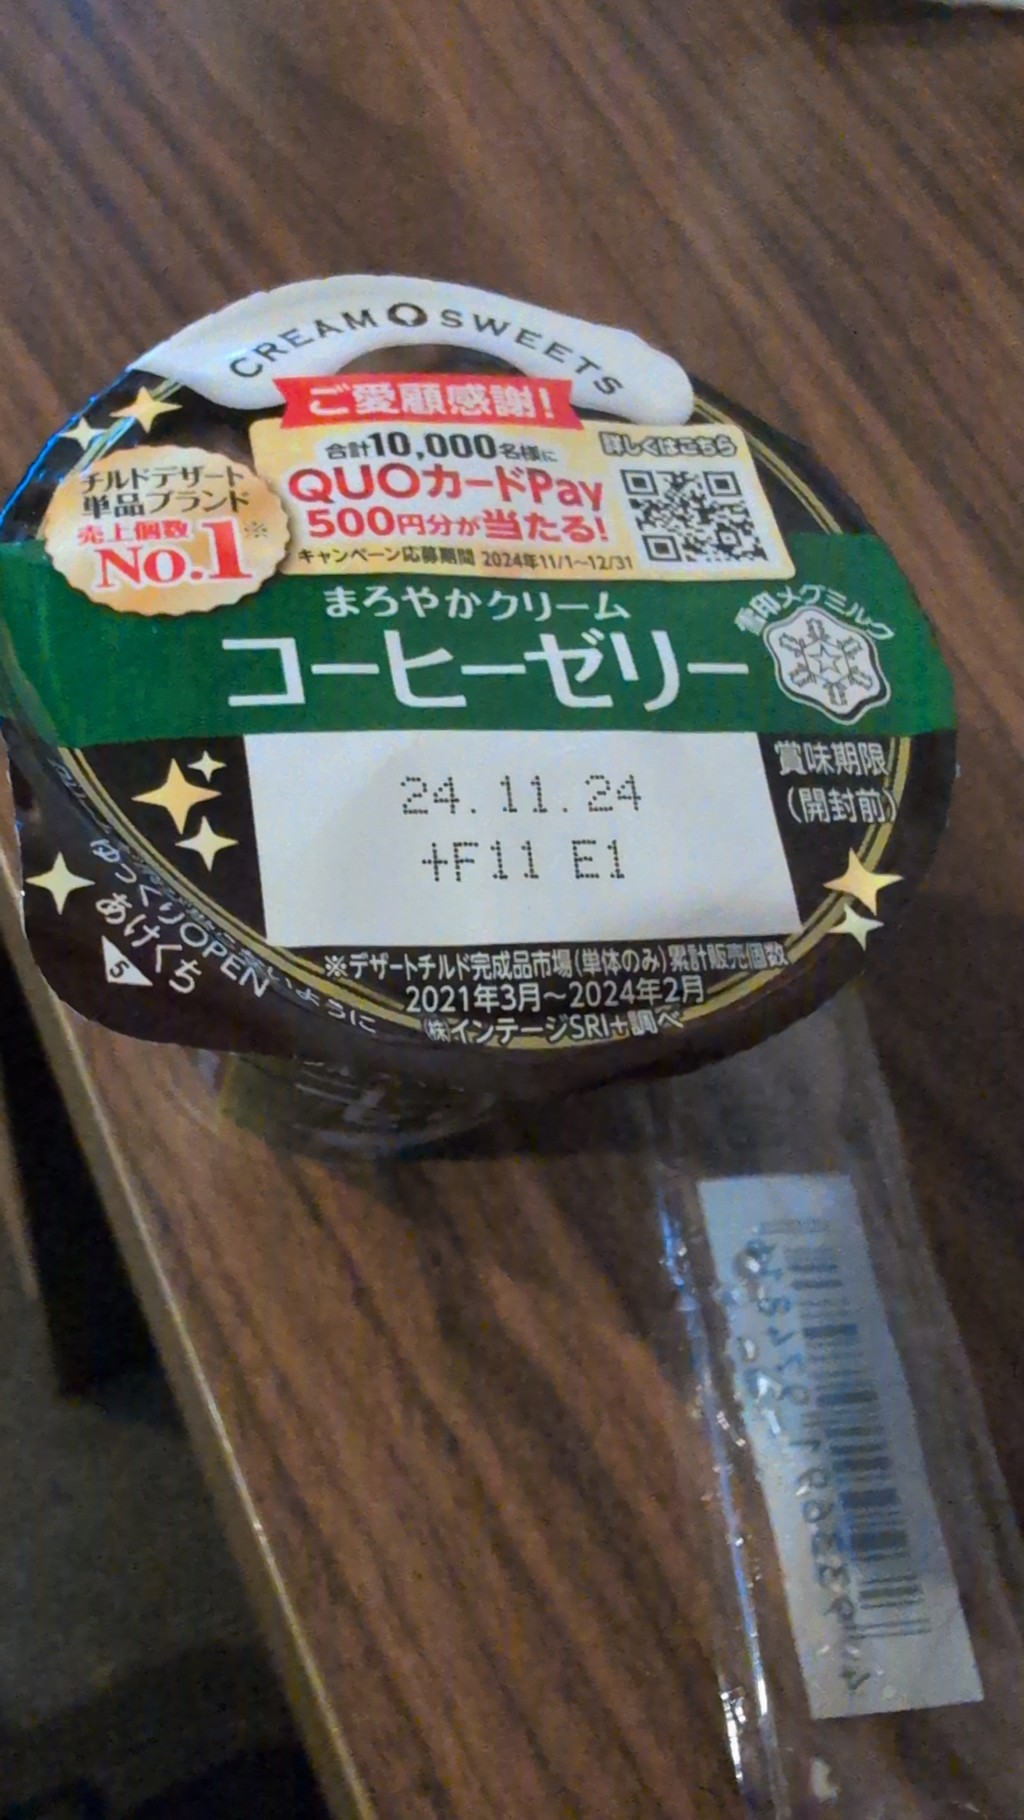 CREAM SWEETS
ご愛顧感謝！
合計10,000名様に
QUOカードPay
500円分が当たる！
キャンペーン応募期間 2024年11/1～12/31
詳しくはこちら
チルドデザート
単品ブランド
売上個数
No.1※
まろやかクリーム
コーヒーゼリー
雪印メグミルク
24.11.24
+F11 E1
賞味期限
（開封前）
ゆっくりOPEN
あけくち
5
※デザートチルド完成品市場（単体のみ）累計販売個数
2021年3月～2024年2月
㈱インテージSRI+調べ